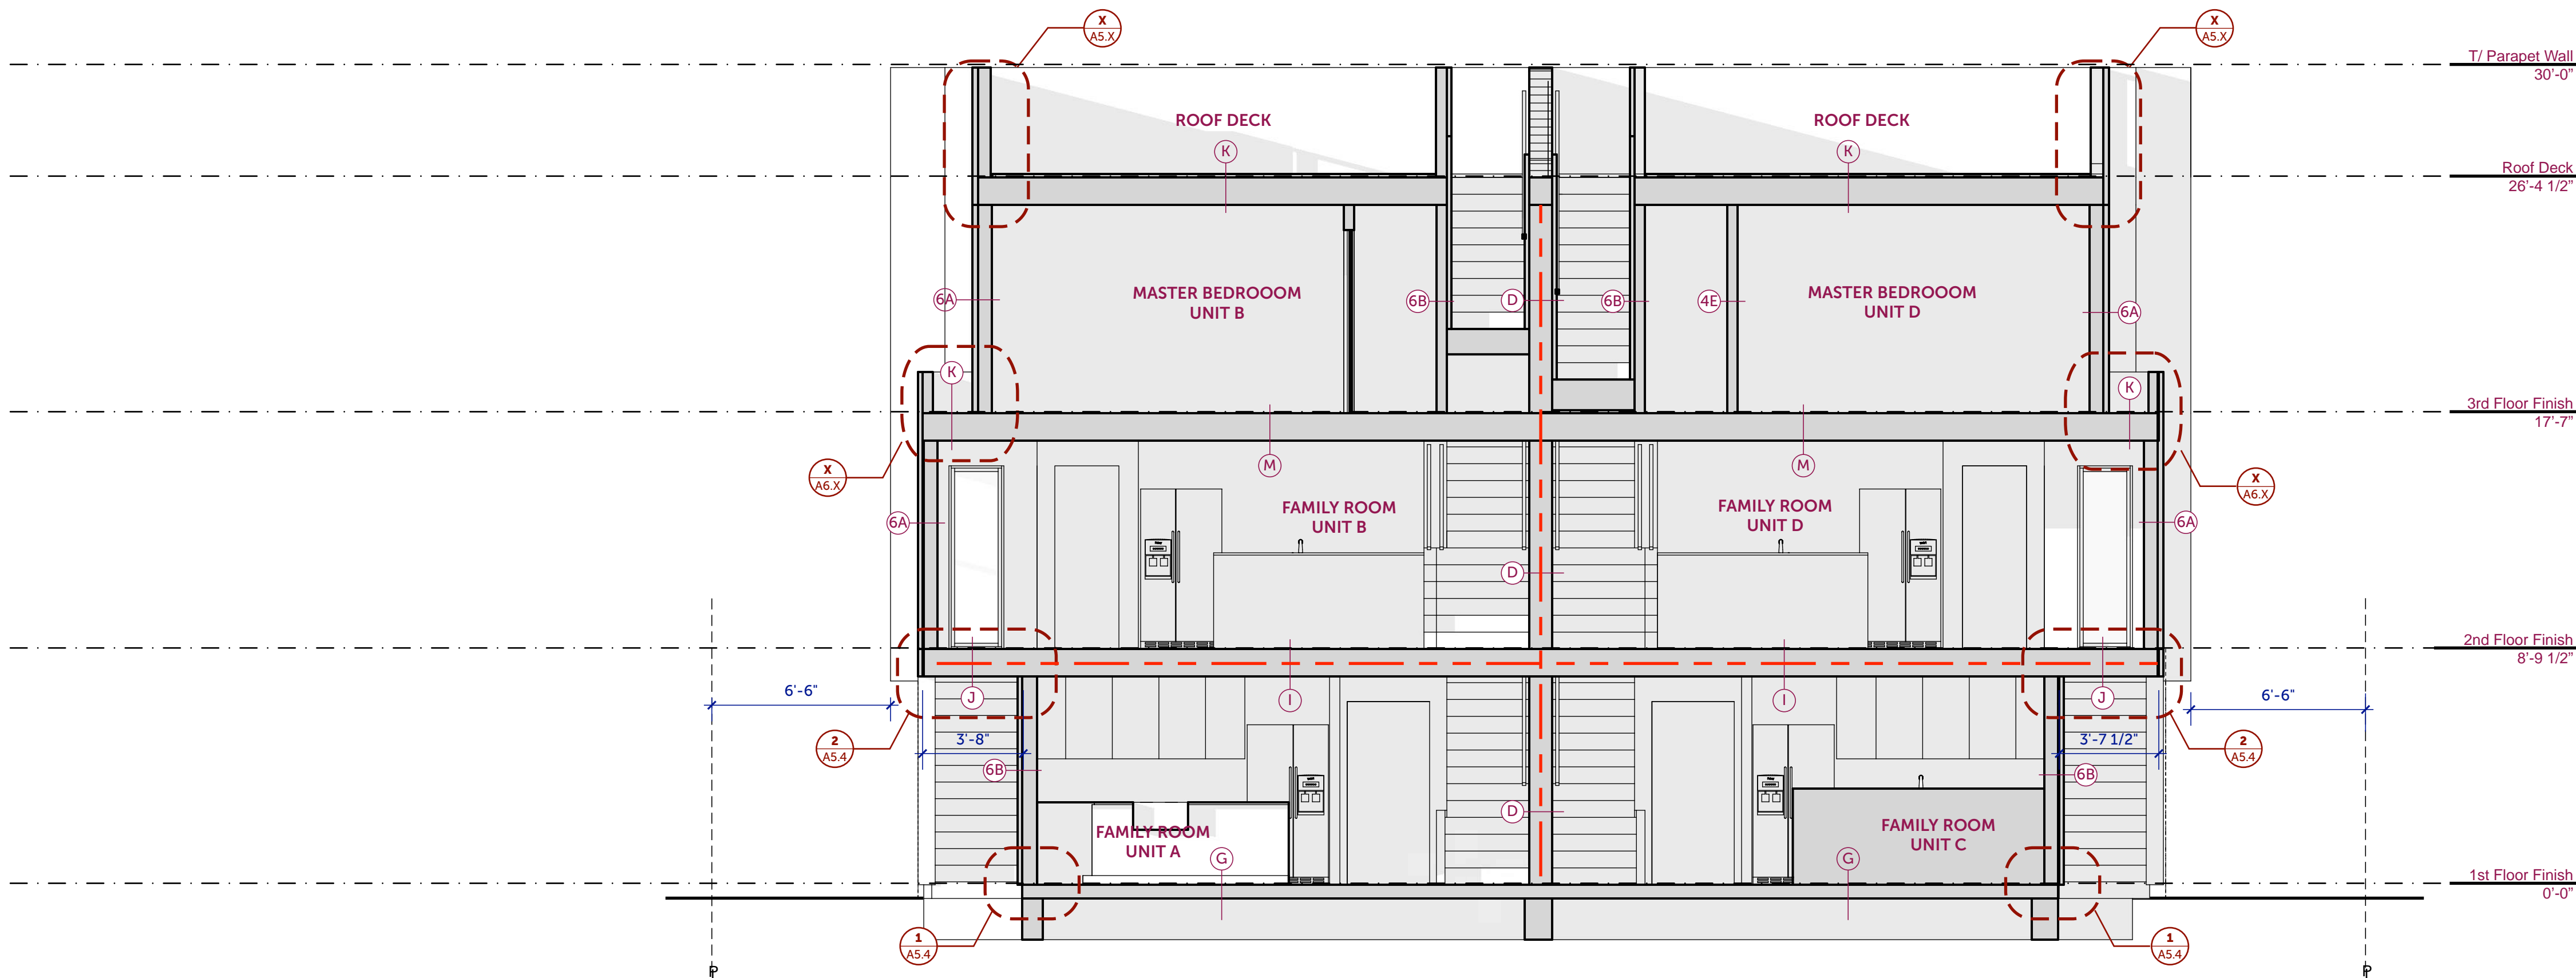 X
A5.X
X
A5.X
T/ Parapet Wall
30'-0"
ROOF DECK
ROOF DECK
K
K
Roof Deck
26'-4 1/2"
6A
MASTER BEDROOOM
UNIT B
6B
D
6B
4E
MASTER BEDROOOM
UNIT D
6A
K
K
3rd Floor Finish
17'-7"
M
M
X
A6.X
X
A6.X
6A
FAMILY ROOM
UNIT B
FAMILY ROOM
UNIT D
6A
D
2nd Floor Finish
8'-9 1/2"
6'-6"
J
I
I
J
6'-6"
2
A5.4
3'-8"
3'-7 1/2"
2
A5.4
6B
6B
D
FAMILY ROOM
UNIT A
FAMILY ROOM
UNIT C
G
G
1st Floor Finish
0'-0"
1
A5.4
1
A5.4